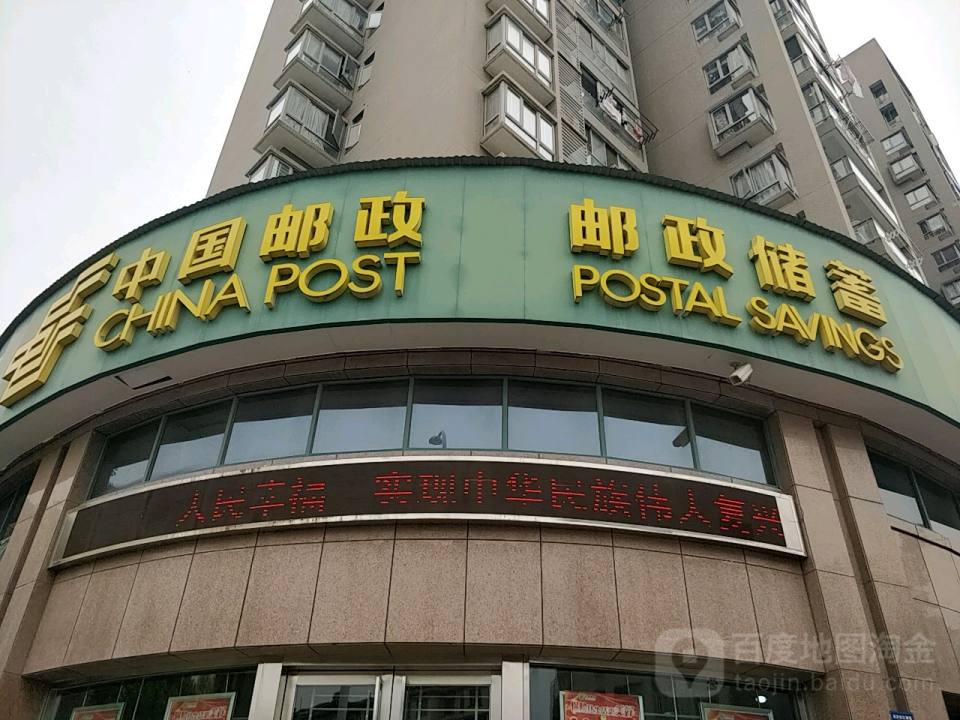 中国邮政
CHINA POST
邮政储蓄
POSTAL SAVINGS
人民幸福 实现中华民族伟大复兴
百度地图淘金
taojin.baidu.com